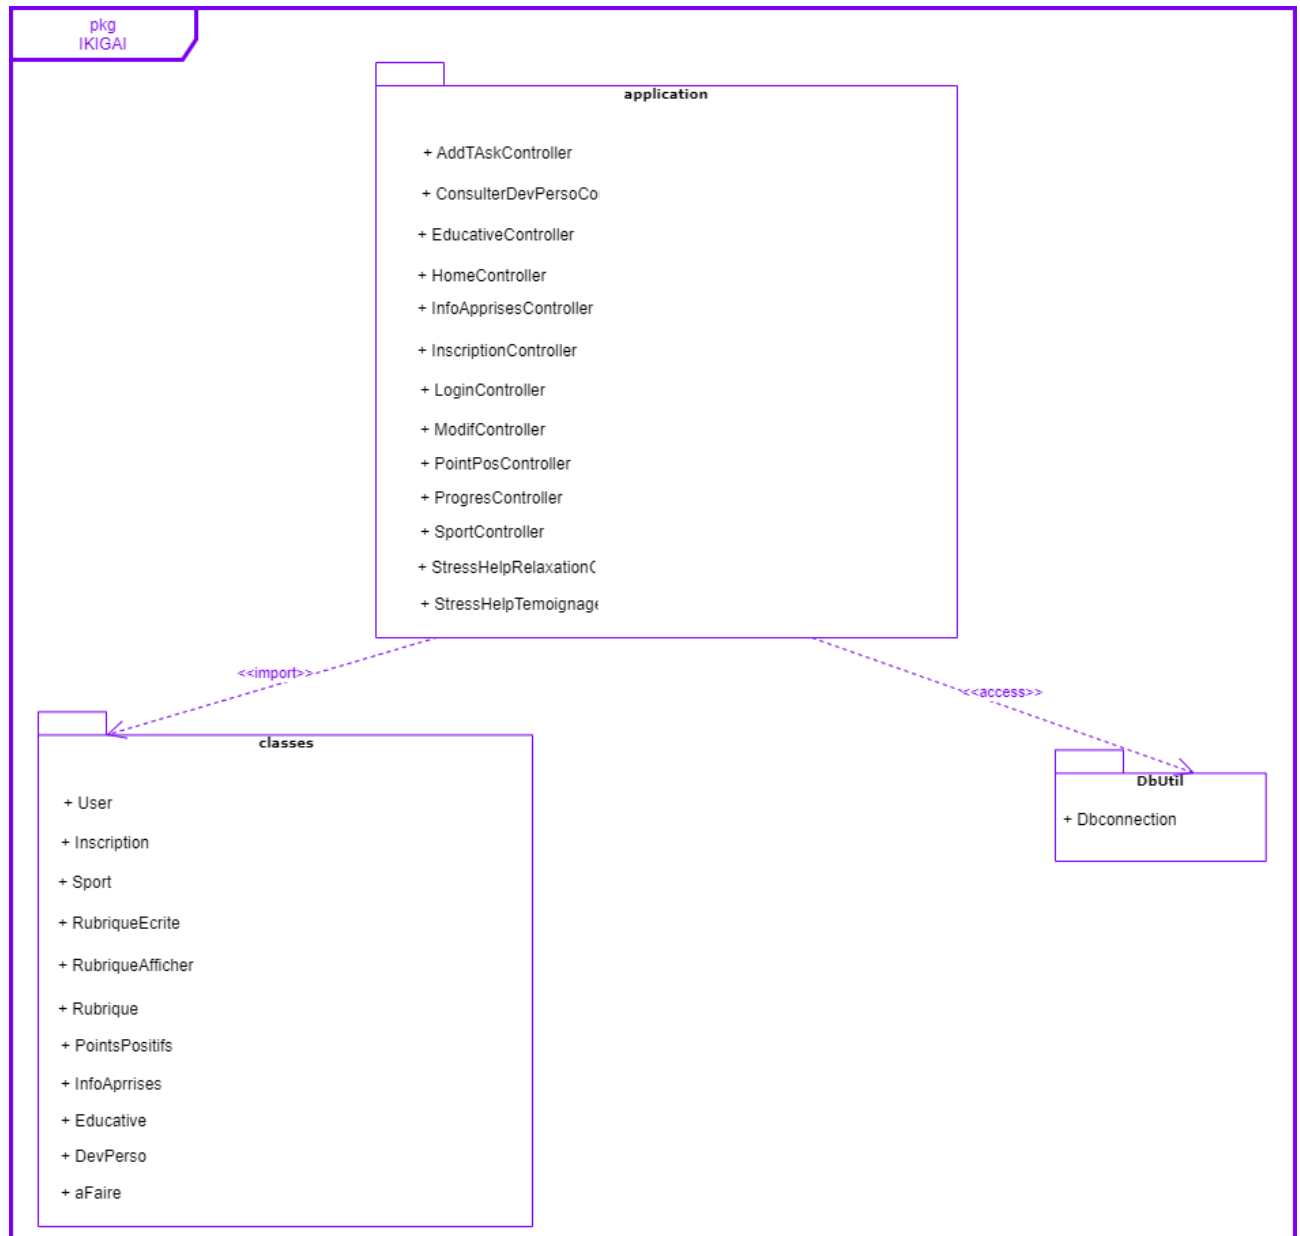 pkg
IKIGAI
application
+ AddTAskController
+ ConsulterDevPersoCo
+ EducativeController
+ HomeController
+ InfoApprisesController
+ InscriptionController
+ LoginController
+ ModifController
+ PointPosController
+ ProgresController
+ SportController
+ StressHelpRelaxationC
+ StressHelpTemoignage
<<import>>
<<access>>
classes
+ User
+ Inscription
+ Sport
+ RubriqueEcrite
+ RubriqueAfficher
+ Rubrique
+ PointsPositifs
+ InfoAprrises
+ Educative
+ DevPerso
+ aFaire
DbUtil
+ Dbconnection